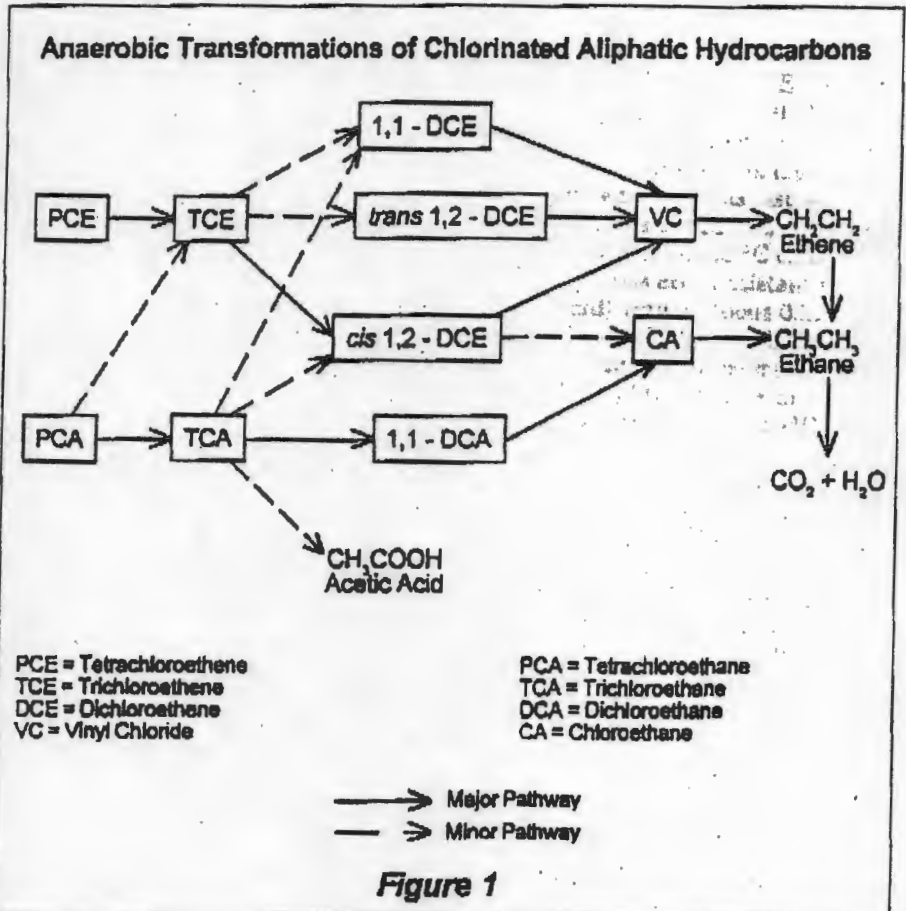 Anaerobic Transformations of Chlorinated Aliphatic Hydrocarbons
1,1 - DCE
PCE
TCE
trans 1,2 - DCE
VC
CH₂CH₂
Ethene
cis 1,2 - DCE
CA
CH₃CH₃
Ethane
PCA
TCA
1,1 - DCA
CO₂ + H₂O
CH₃COOH
Acetic Acid
PCE = Tetrachloroethene
TCE = Trichloroethene
DCE = Dichloroethene
VC = Vinyl Chloride
PCA = Tetrachloroethane
TCA = Trichloroethane
DCA = Dichloroethane
CA = Chloroethane
Major Pathway
Minor Pathway
Figure 1